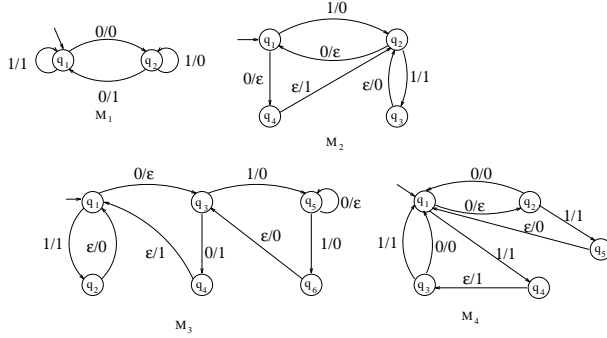 0/0
1/1 q1 q2 1/0
0/1
M1
1/0
q1 q2
0/ε
0/ε ε/1 ε/0 1/1
q4 q3
M2
0/ε 1/0
q1 q3 q5 0/ε
1/1 ε/0 ε/1 0/1 ε/0 1/0
q2 q4 q6
M3
0/0
q1 q2
0/ε 1/1
ε/0 q5
1/1 0/0 1/1
q3 ε/1 q4
M4